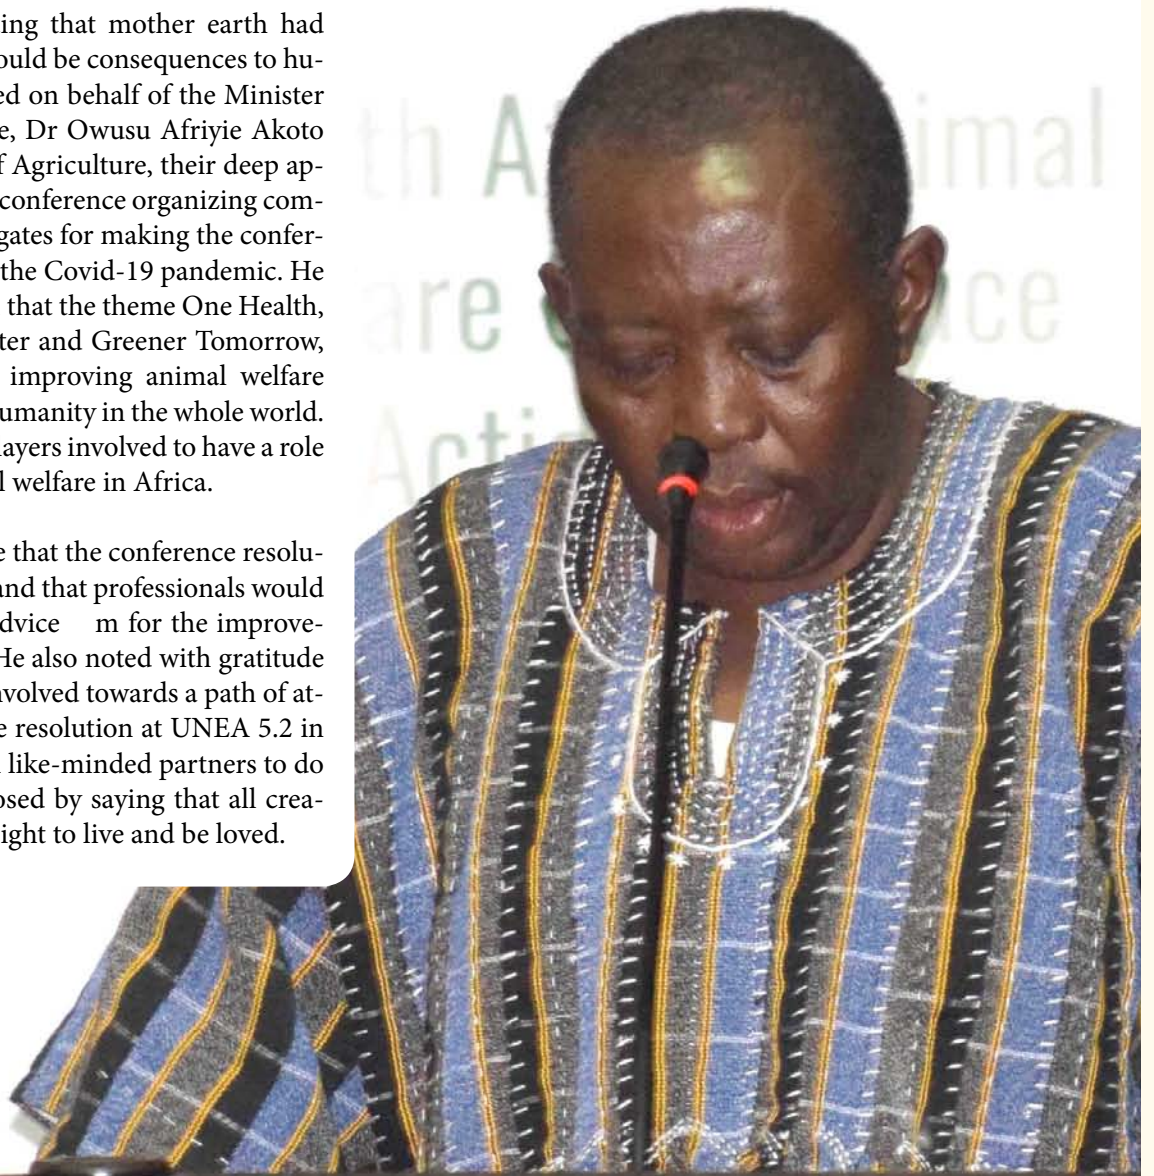 ing that mother earth had
ould be consequences to hu-
ed on behalf of the Minister
e, Dr Owusu Afriyie Akoto
f Agriculture, their deep ap-
conference organizing com-
gates for making the confer-
the Covid-19 pandemic. He
that the theme One Health,
ter and Greener Tomorrow,
improving animal welfare
umanity in the whole world.
layers involved to have a role
l welfare in Africa.
e that the conference resolu-
and that professionals would
dvice m for the improve-
He also noted with gratitude
nvolved towards a path of at-
e resolution at UNEA 5.2 in
like-minded partners to do
osed by saying that all crea-
ight to live and be loved.
th A imal
are ce
Acti